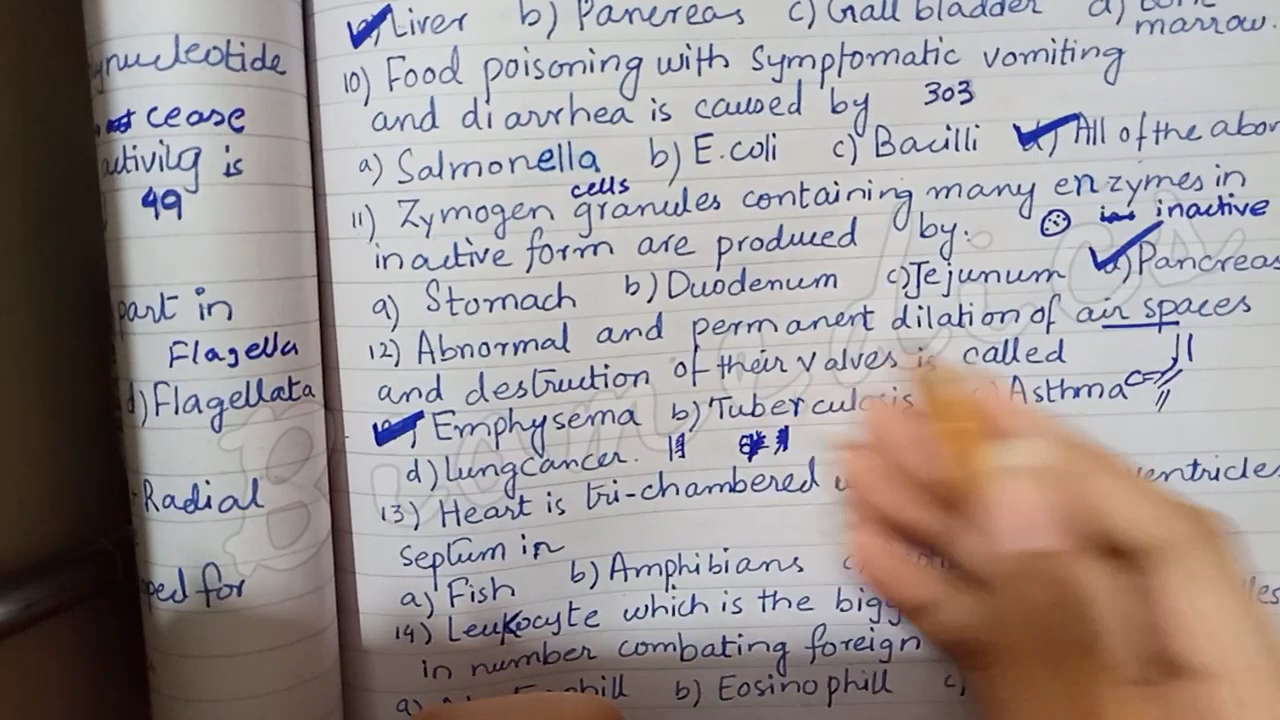 ynucleotide
cease
activity is
49
part in
Flagella
d) Flagellata
Radial
ped for
a) Liver b) Pancreas c) Gall bladder d)
marrow.
10) Food poisoning with symptomatic vomiting
and diarrhea is caused by 303
a) Salmonella b) E.coli c) Bacilli d) All of the abov
cells
11) Zymogen granules containing many enzymes in
inactive form are produced by: inactive
a) Stomach b) Duodenum c) Jejunum d) Pancreas
12) Abnormal and permanent dilation of air spaces
and destruction of their valves is called
a) Emphysema b) Tuberculosis c) Asthma
d) Lung cancer.
13) Heart is tri-chambered ventricle
septum in
a) Fish b) Amphibians
14) Leukocyte which is the bigg
in number combating foreign
a) b) Eosinophill c)